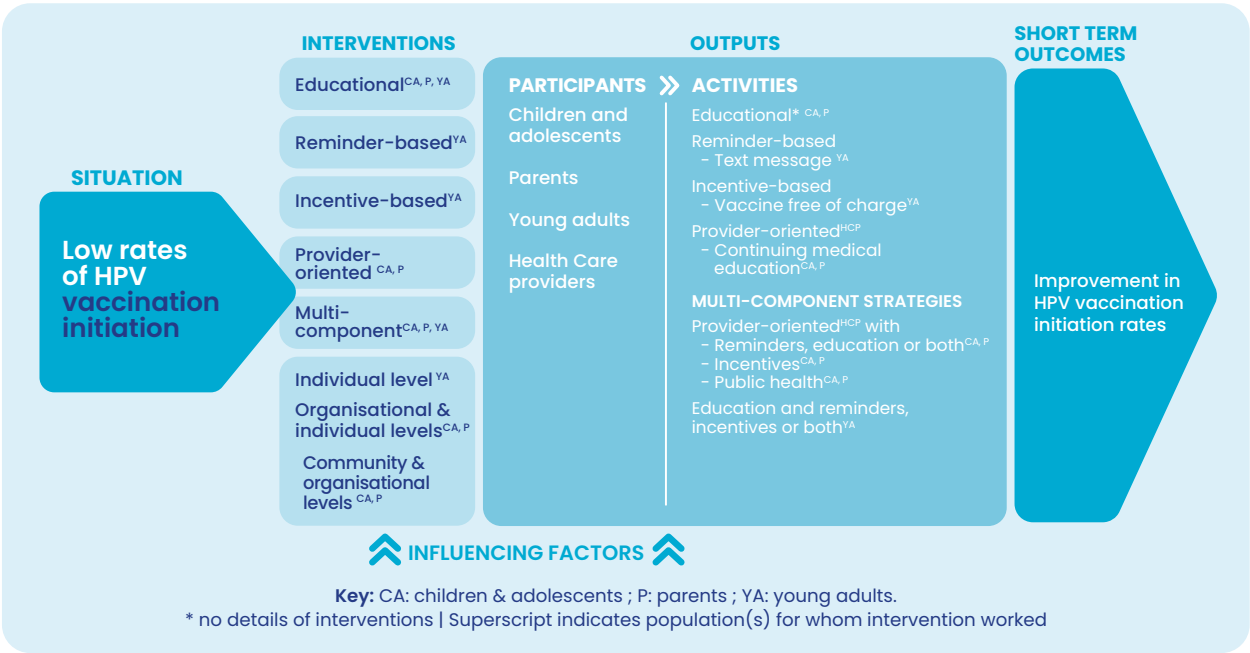 SITUATION
Low rates
of HPV
vaccination
initiation
INTERVENTIONS
Educational^CA, P, YA
Reminder-based^YA
Incentive-based^YA
Provider-
oriented ^CA, P
Multi-
component^CA, P, YA
Individual level ^YA
Organisational &
individual levels^CA, P
Community &
organisational
levels ^CA, P
OUTPUTS
PARTICIPANTS
Children and
adolescents
Parents
Young adults
Health Care
providers
ACTIVITIES
Educational* ^CA, P
Reminder-based
- Text message ^YA
Incentive-based
- Vaccine free of charge^YA
Provider-oriented^HCP
- Continuing medical
education^CA, P
MULTI-COMPONENT STRATEGIES
Provider-oriented^HCP with
- Reminders, education or both^CA, P
- Incentives^CA, P
- Public health^CA, P
Education and reminders,
incentives or both^YA
SHORT TERM
OUTCOMES
Improvement in
HPV vaccination
initiation rates
INFLUENCING FACTORS
Key: CA: children & adolescents ; P: parents ; YA: young adults.
* no details of interventions | Superscript indicates population(s) for whom intervention worked